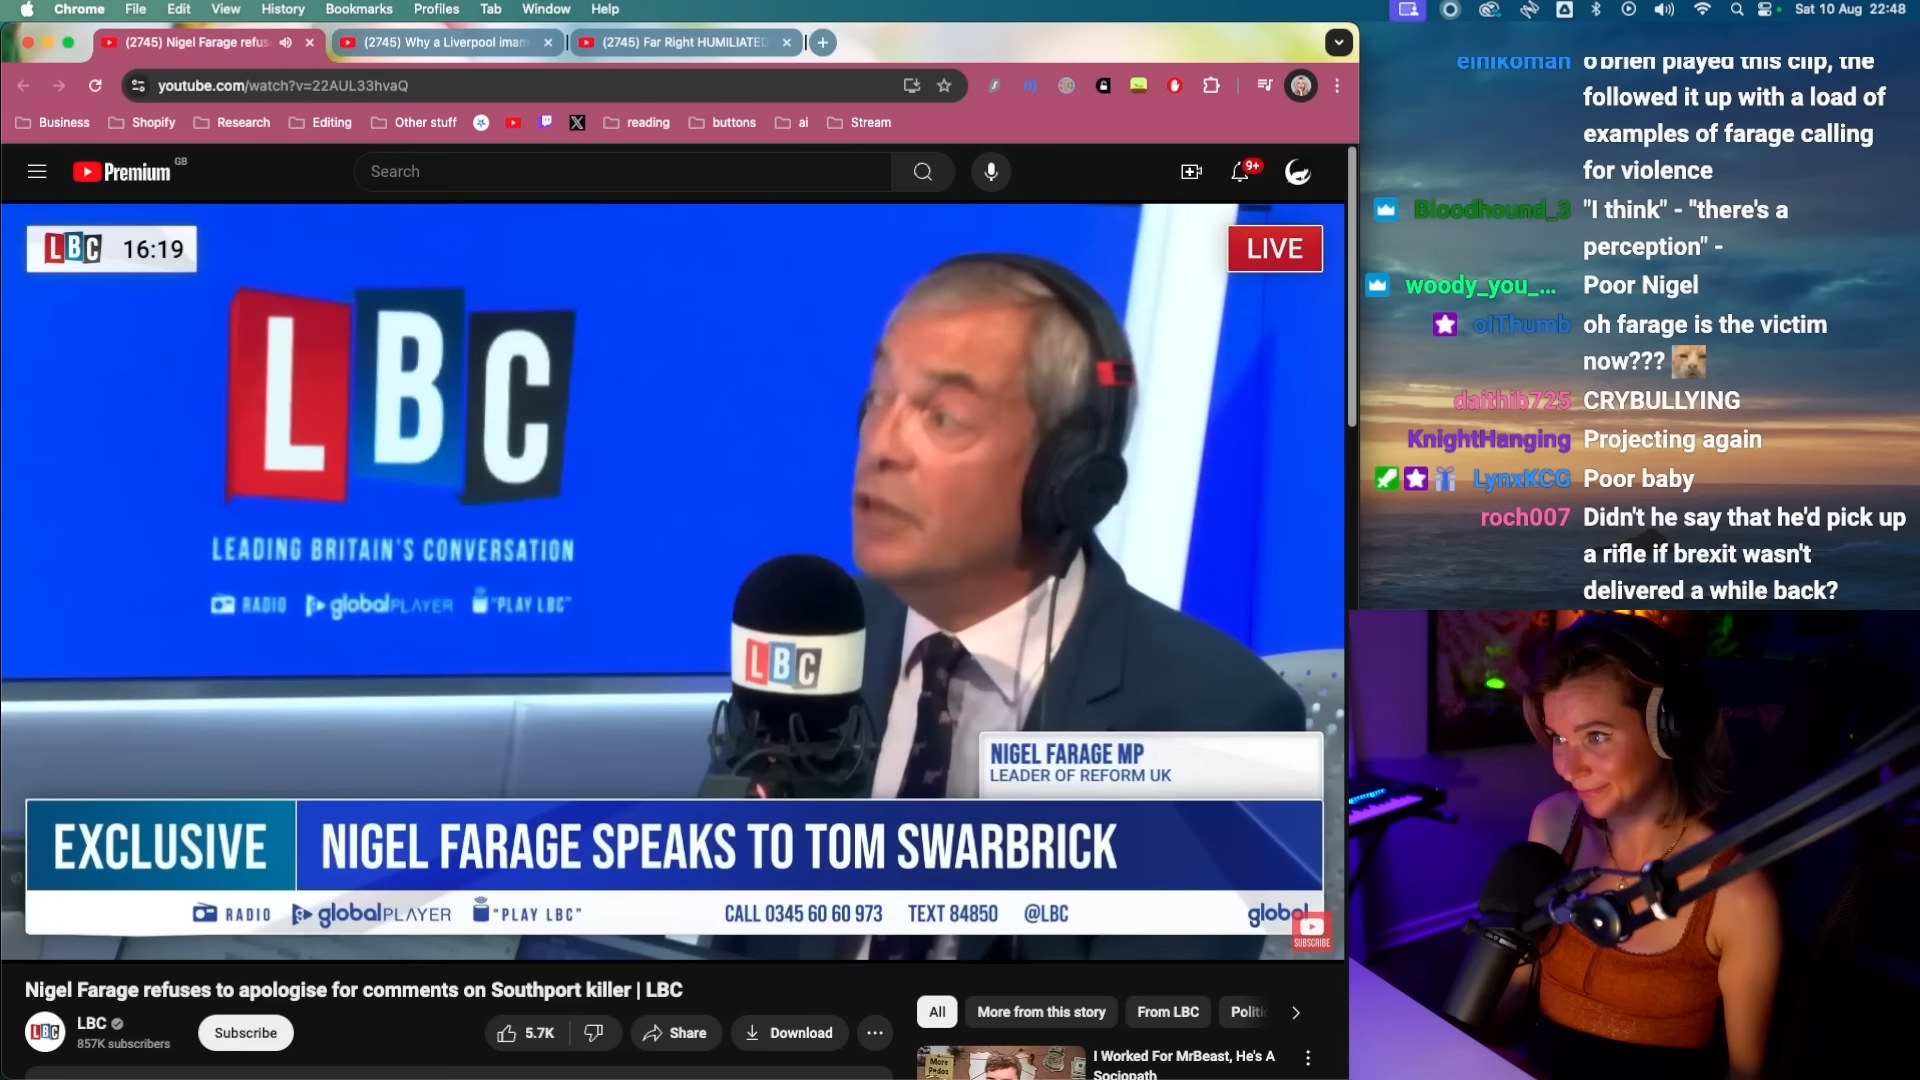 Chrome File Edit View History Bookmarks Profiles Tab Window Help
Sat 10 Aug 22:48
(2745) Nigel Farage refus
(2745) Why a Liverpool imam
(2745) Far Right HUMILIATED
youtube.com/watch?v=22AUL33hvaQ
Business Shopify Research Editing Other stuff reading buttons ai Stream
Premium GB
Search
9+
LBC 16:19
LIVE
LBC
LEADING BRITAIN'S CONVERSATION
RADIO globalPLAYER "PLAY LBC"
LBC
NIGEL FARAGE MP
LEADER OF REFORM UK
EXCLUSIVE
NIGEL FARAGE SPEAKS TO TOM SWARBRICK
RADIO globalPLAYER "PLAY LBC" CALL 0345 60 60 973 TEXT 84850 @LBC global
SUBSCRIBE
Nigel Farage refuses to apologise for comments on Southport killer | LBC
LBC
LBC
857K subscribers
Subscribe
5.7K
Share
Download
All
More from this story
From LBC
Politi
More
I Worked For MrBeast, He's A
Sociopath
einikoman o'brien played this clip, the
followed it up with a load of
examples of farage calling
for violence
Bloodhound_3 "I think" - "there's a
perception" -
woody_you_... Poor Nigel
olThumb oh farage is the victim
now???
daithib725 CRYBULLYING
KnightHanging Projecting again
LynxKCG Poor baby
roch007 Didn't he say that he'd pick up
a rifle if brexit wasn't
delivered a while back?